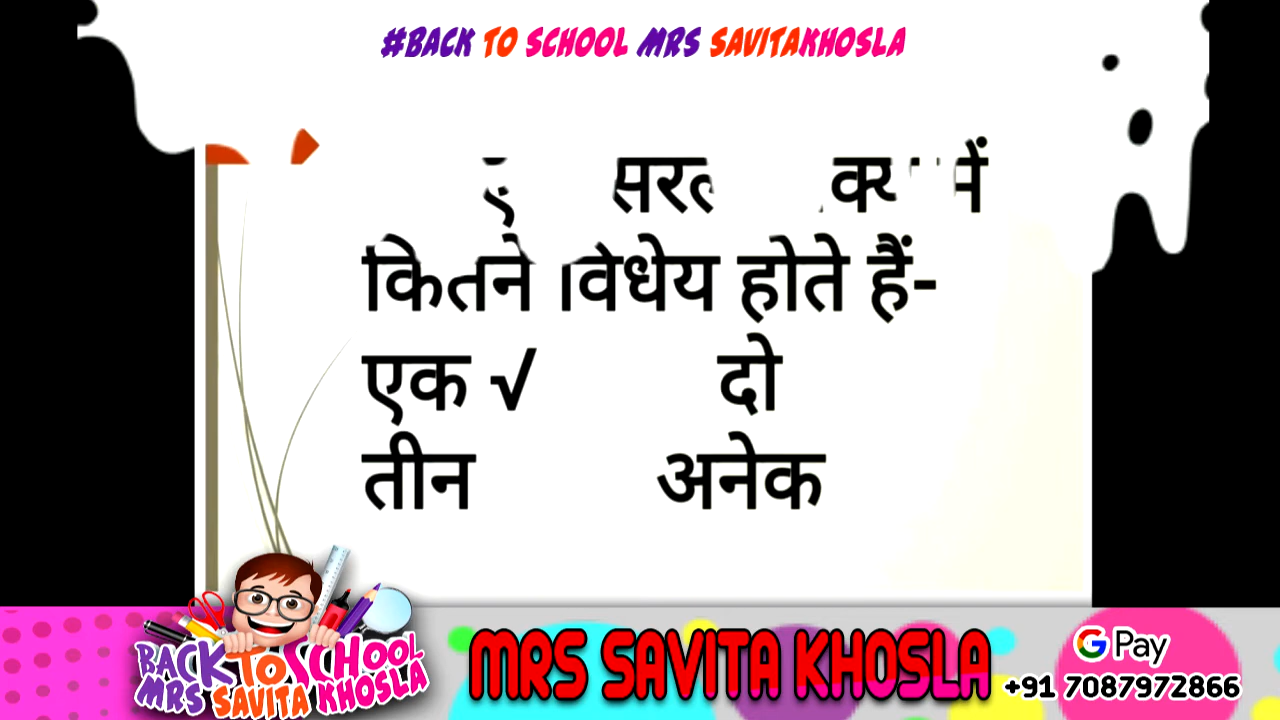 #BACK TO SCHOOL MRS SAVITAKHOSLA
कितने विधेय होते हैं-
एक √ दो
तीन अनेक
BACK TO SCHOOL
MRS SAVITA KHOSLA
MRS SAVITA KHOSLA
G Pay
+91 7087972866